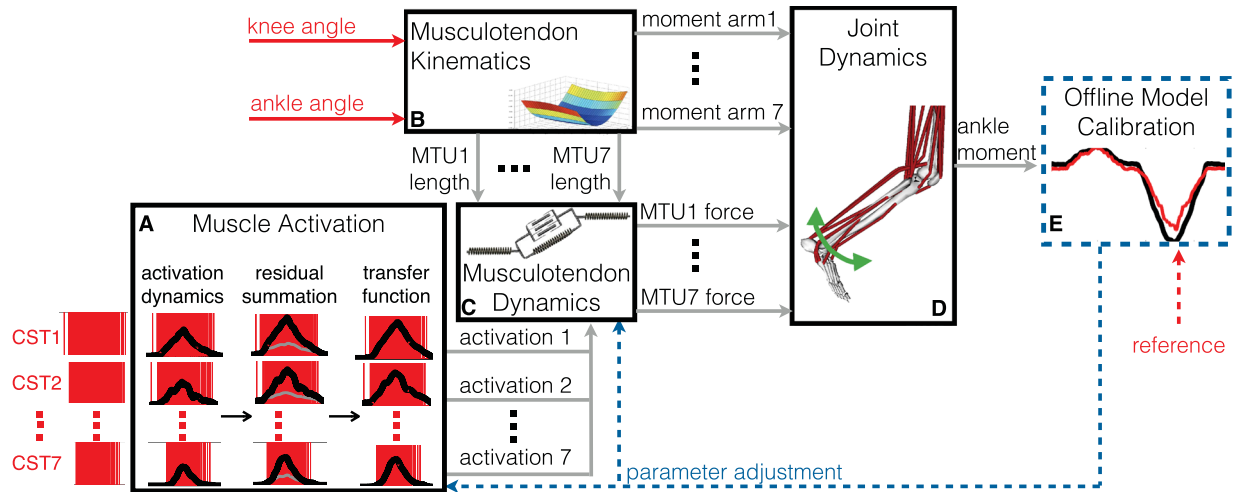 knee angle
ankle angle
Musculotendon
Kinematics
B
moment arm1
moment arm 7
Joint
Dynamics
D
ankle
moment
Offline Model
Calibration
E
reference
MTU1
length
MTU7
length
Musculotendon
Dynamics
C
MTU1 force
MTU7 force
A
Muscle Activation
activation
dynamics
residual
summation
transfer
function
CST1
CST2
CST7
activation 1
activation 2
activation 7
parameter adjustment